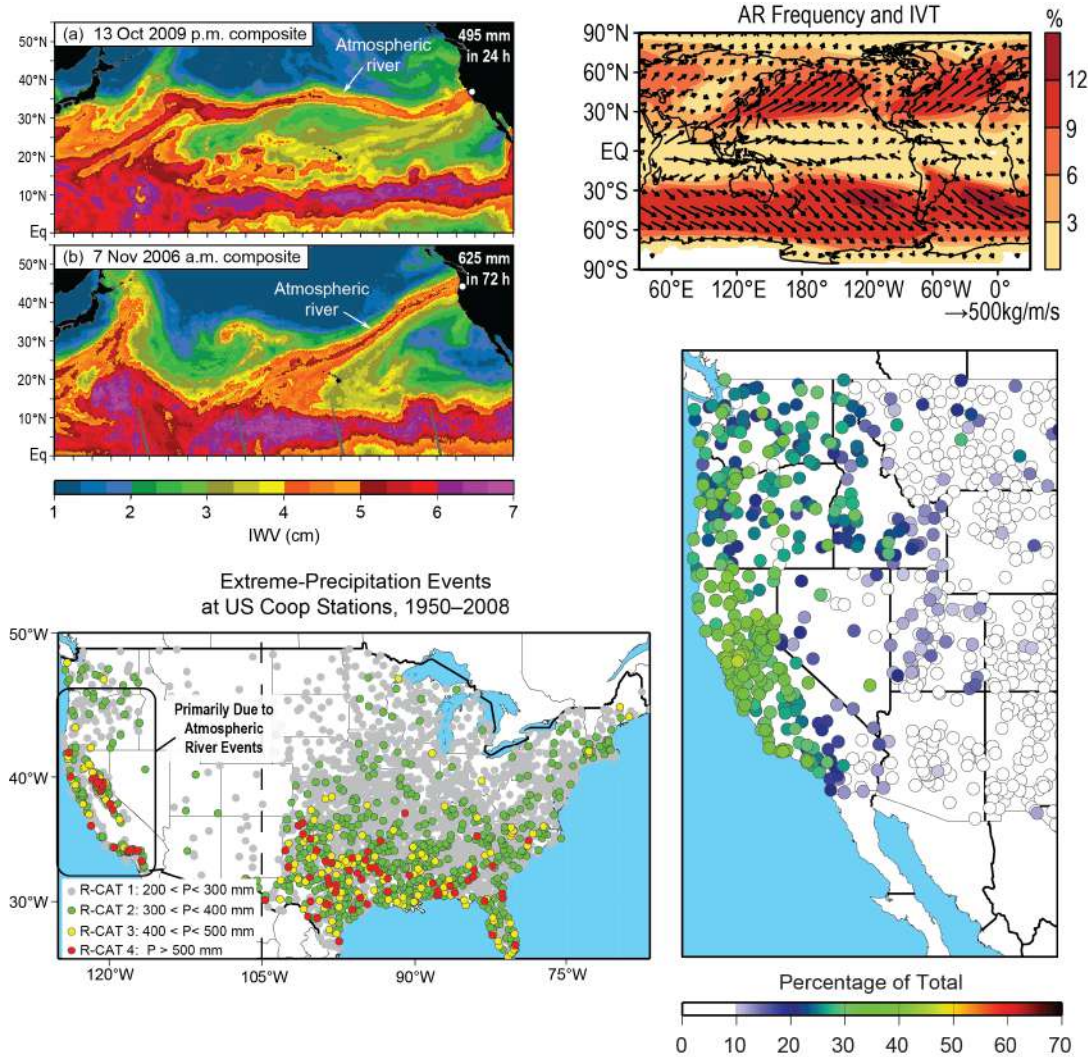 (a) 13 Oct 2009 p.m. composite
495 mm
in 24 h
Atmospheric
river
50°N
40°N
30°N
20°N
10°N
Eq
(b) 7 Nov 2006 a.m. composite
625 mm
in 72 h
Atmospheric
river
50°N
40°N
30°N
20°N
10°N
Eq
1 2 3 4 5 6 7
IWV (cm)
AR Frequency and IVT
%
90°N
60°N
30°N
EQ
30°S
60°S
90°S
60°E 120°E 180° 120°W 60°W 0°
12
9
6
3
→500kg/m/s
Extreme-Precipitation Events
at US Coop Stations, 1950–2008
50°W
40°W
30°W
Primarily Due to
Atmospheric
River Events
R-CAT 1: 200 < P< 300 mm
R-CAT 2: 300 < P< 400 mm
R-CAT 3: 400 < P< 500 mm
R-CAT 4: P > 500 mm
120°W 105°W 90°W 75°W
Percentage of Total
0 10 20 30 40 50 60 70